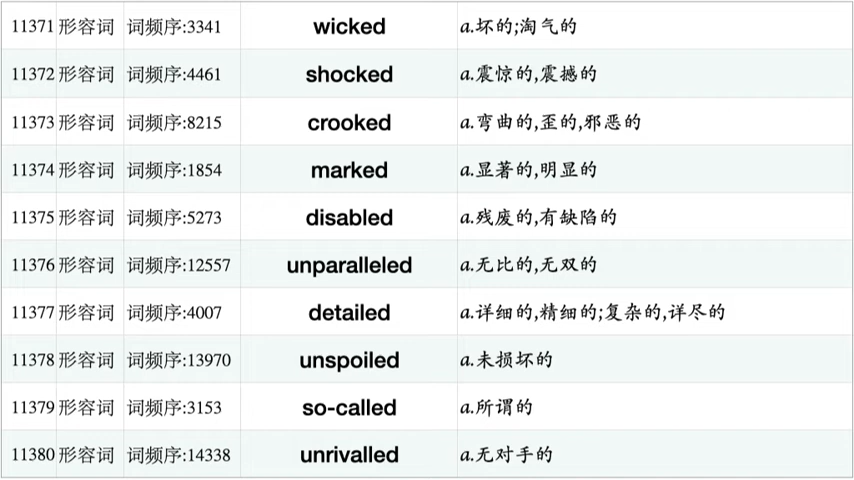 11371 形容词 词频序:3341 wicked a.坏的;淘气的
11372 形容词 词频序:4461 shocked a.震惊的,震撼的
11373 形容词 词频序:8215 crooked a.弯曲的,歪的,邪恶的
11374 形容词 词频序:1854 marked a.显著的,明显的
11375 形容词 词频序:5273 disabled a.残废的,有缺陷的
11376 形容词 词频序:12557 unparalleled a.无比的,无双的
11377 形容词 词频序:4007 detailed a.详细的,精细的;复杂的,详尽的
11378 形容词 词频序:13970 unspoiled a.未损坏的
11379 形容词 词频序:3153 so-called a.所谓的
11380 形容词 词频序:14338 unrivalled a.无对手的